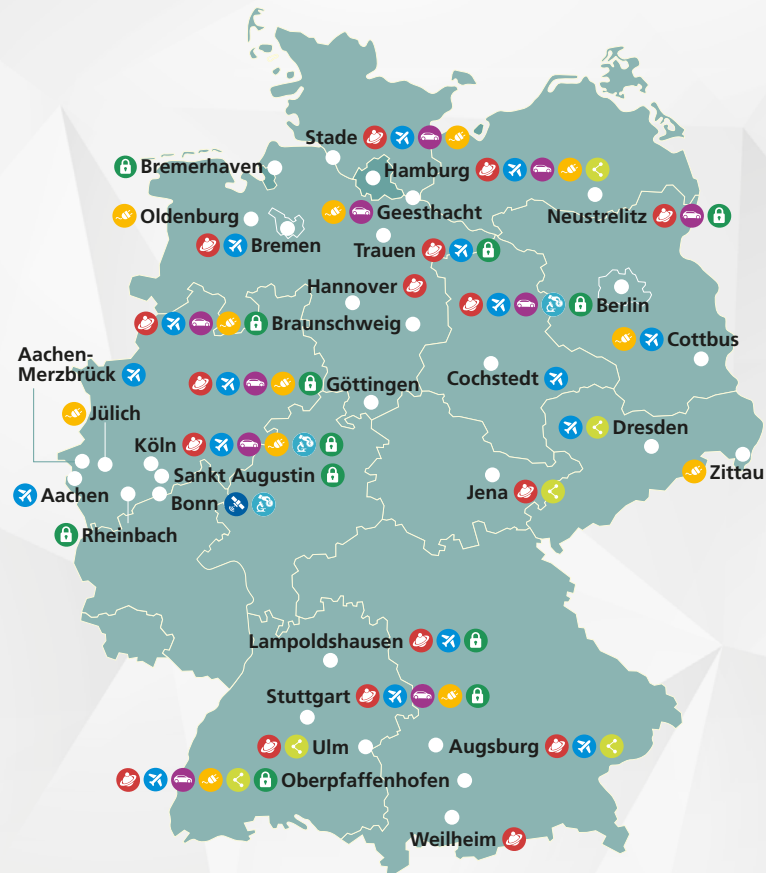 Stade
Bremerhaven
Hamburg
Oldenburg
Geesthacht
Neustrelitz
Bremen
Trauen
Hannover
Berlin
Braunschweig
Cottbus
Aachen-
Merzbrück
Göttingen
Cochstedt
Jülich
Dresden
Köln
Sankt Augustin
Zittau
Aachen
Bonn
Jena
Rheinbach
Lampoldshausen
Stuttgart
Ulm
Augsburg
Oberpfaffenhofen
Weilheim